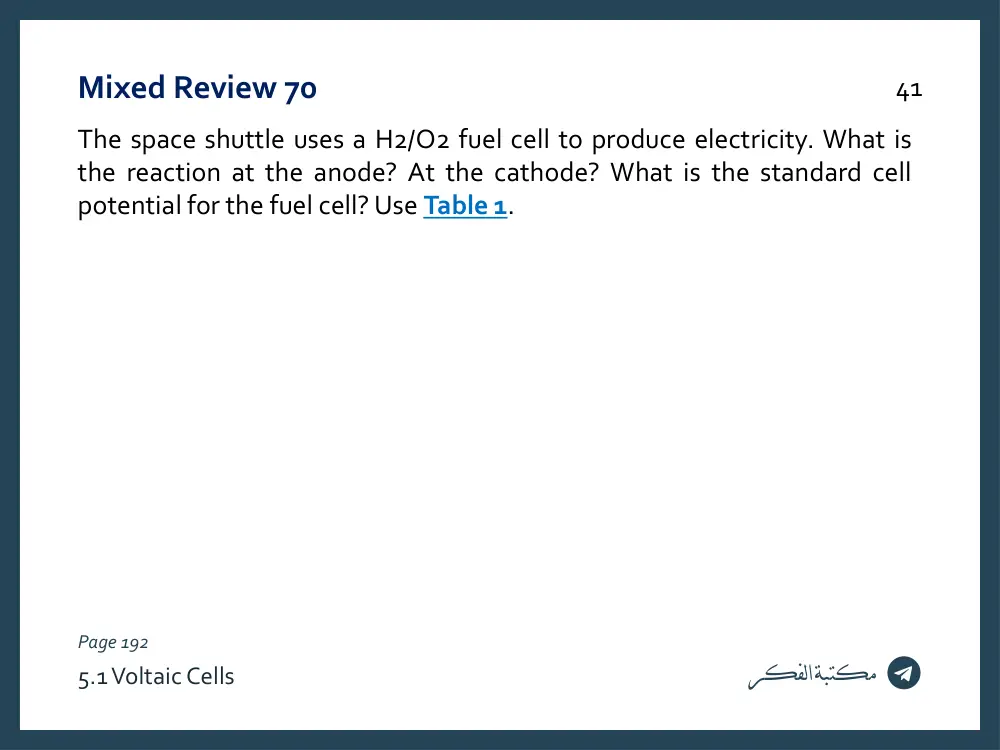 Mixed Review 70
41
The space shuttle uses a H2/O2 fuel cell to produce electricity. What is
the reaction at the anode? At the cathode? What is the standard cell
potential for the fuel cell? Use Table 1.
Page 192
5.1 Voltaic Cells
مكتبة الفكر